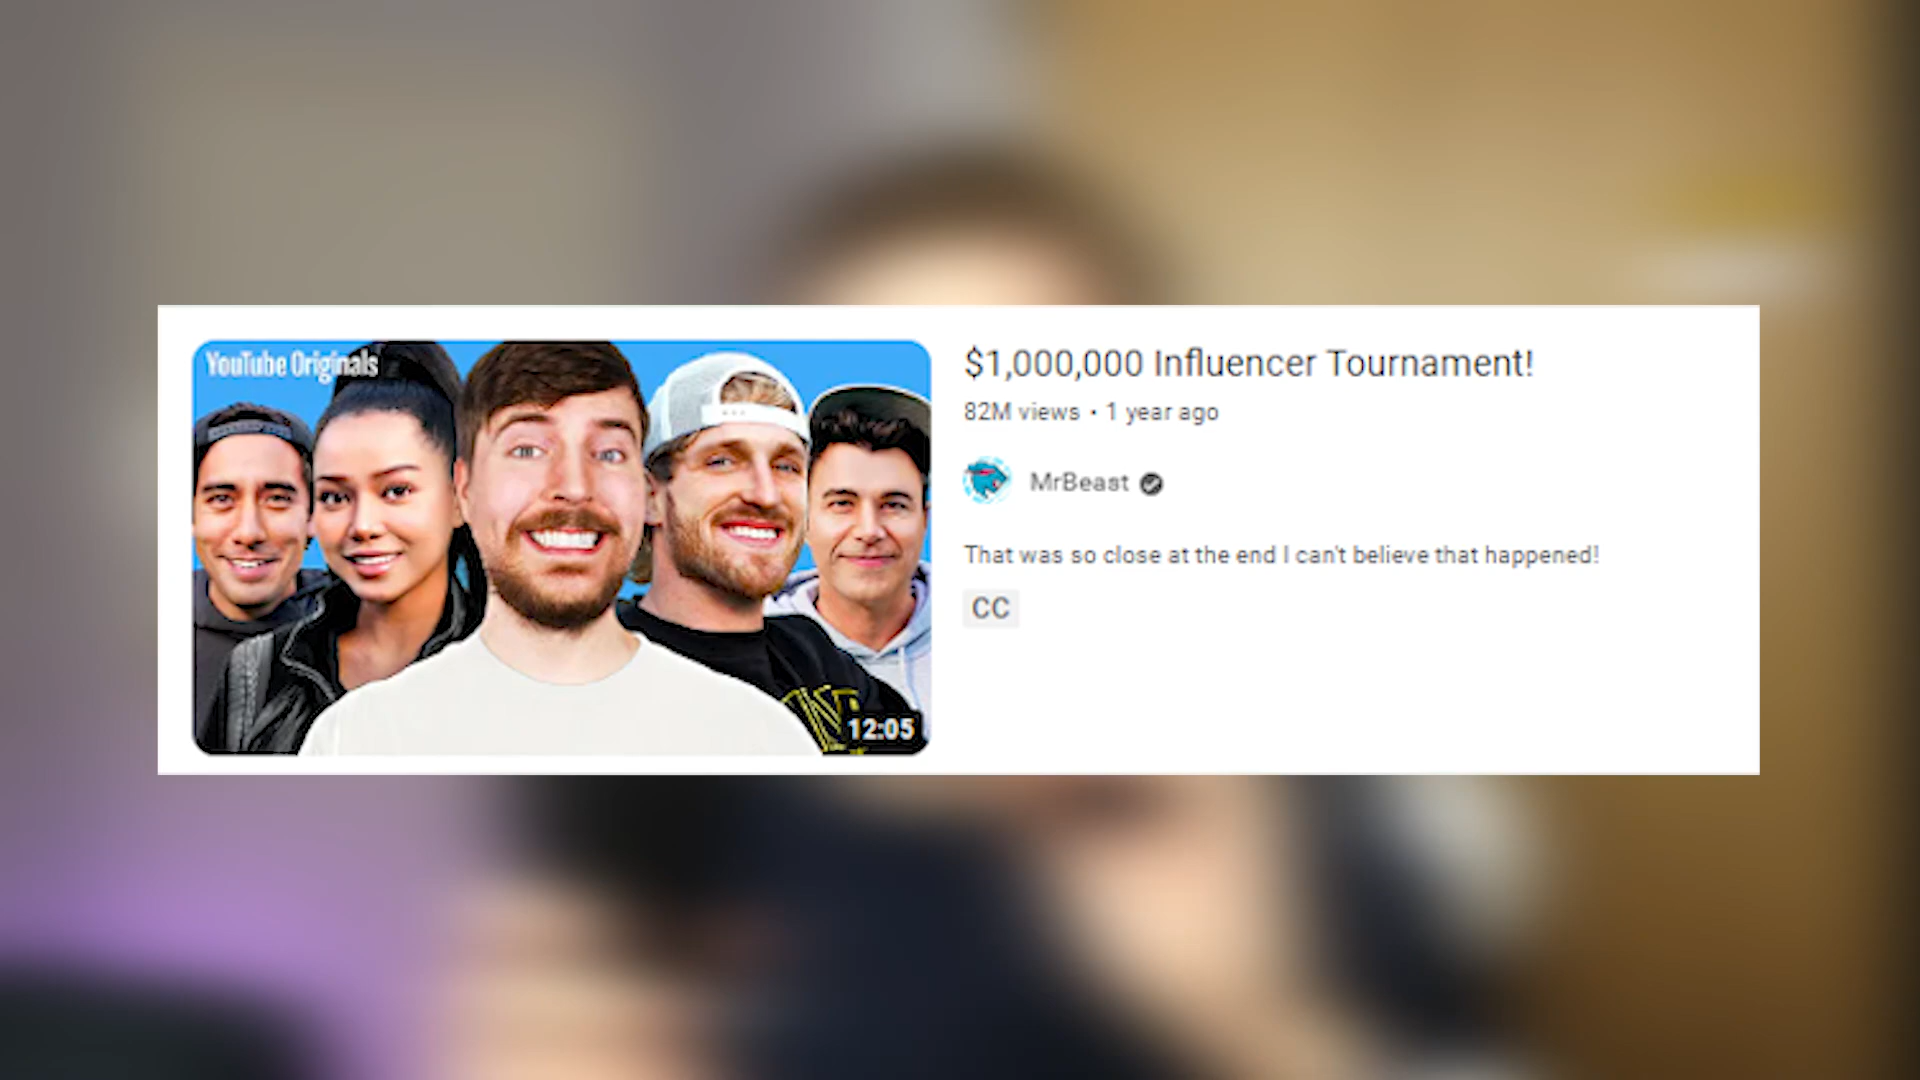 YouTube Originals
12:05
$1,000,000 Influencer Tournament!
82M views • 1 year ago
MrBeast
That was so close at the end I can't believe that happened!
CC